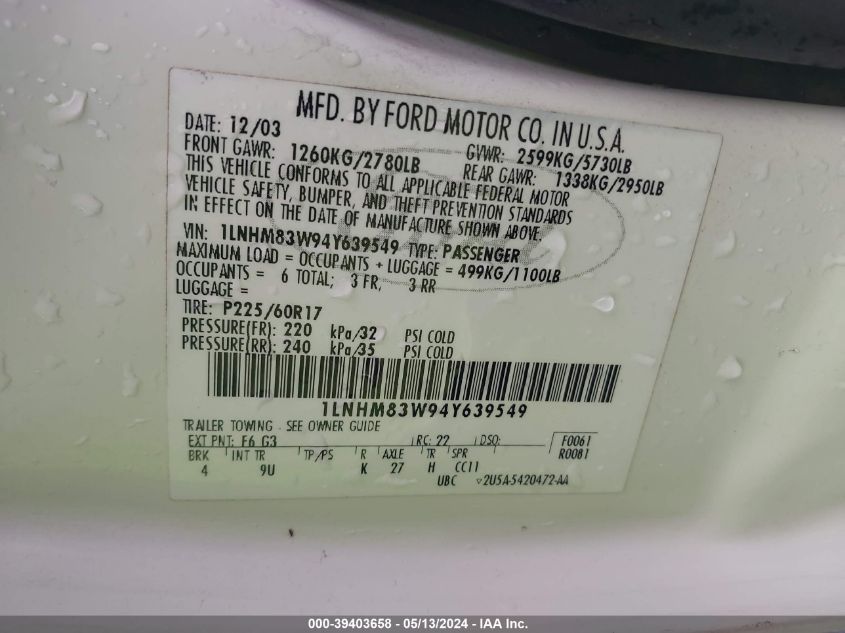 MFD. BY FORD MOTOR CO. IN U.S.A.
DATE: 12/03 GVWR: 2599KG/5730LB
FRONT GAWR: 1260KG/2780LB REAR GAWR: 1338KG/2950LB
THIS VEHICLE CONFORMS TO ALL APPLICABLE FEDERAL MOTOR
VEHICLE SAFETY, BUMPER, AND THEFT PREVENTION STANDARDS
IN EFFECT ON THE DATE OF MANUFACTURE SHOWN ABOVE.
VIN: 1LNHM83W94Y639549 TYPE: PASSENGER
MAXIMUM LOAD = OCCUPANTS + LUGGAGE = 499KG/1100LB
OCCUPANTS = 6 TOTAL; 3 FR, 3 RR
LUGGAGE =
TIRE: P225/60R17
PRESSURE(FR): 220 kPa/32 PSI COLD
PRESSURE(RR): 240 kPa/35 PSI COLD
1LNHM83W94Y639549
TRAILER TOWING - SEE OWNER GUIDE
EXT PNT: F6 G3 RC: 22 DSO: F0061
BRK INT TR TP/PS R AXLE TR SPR R0081
4 9U K 27 H CC11
UBC ▽2U5A-5420472-AA
000-39403658 - 05/13/2024 - IAA Inc.